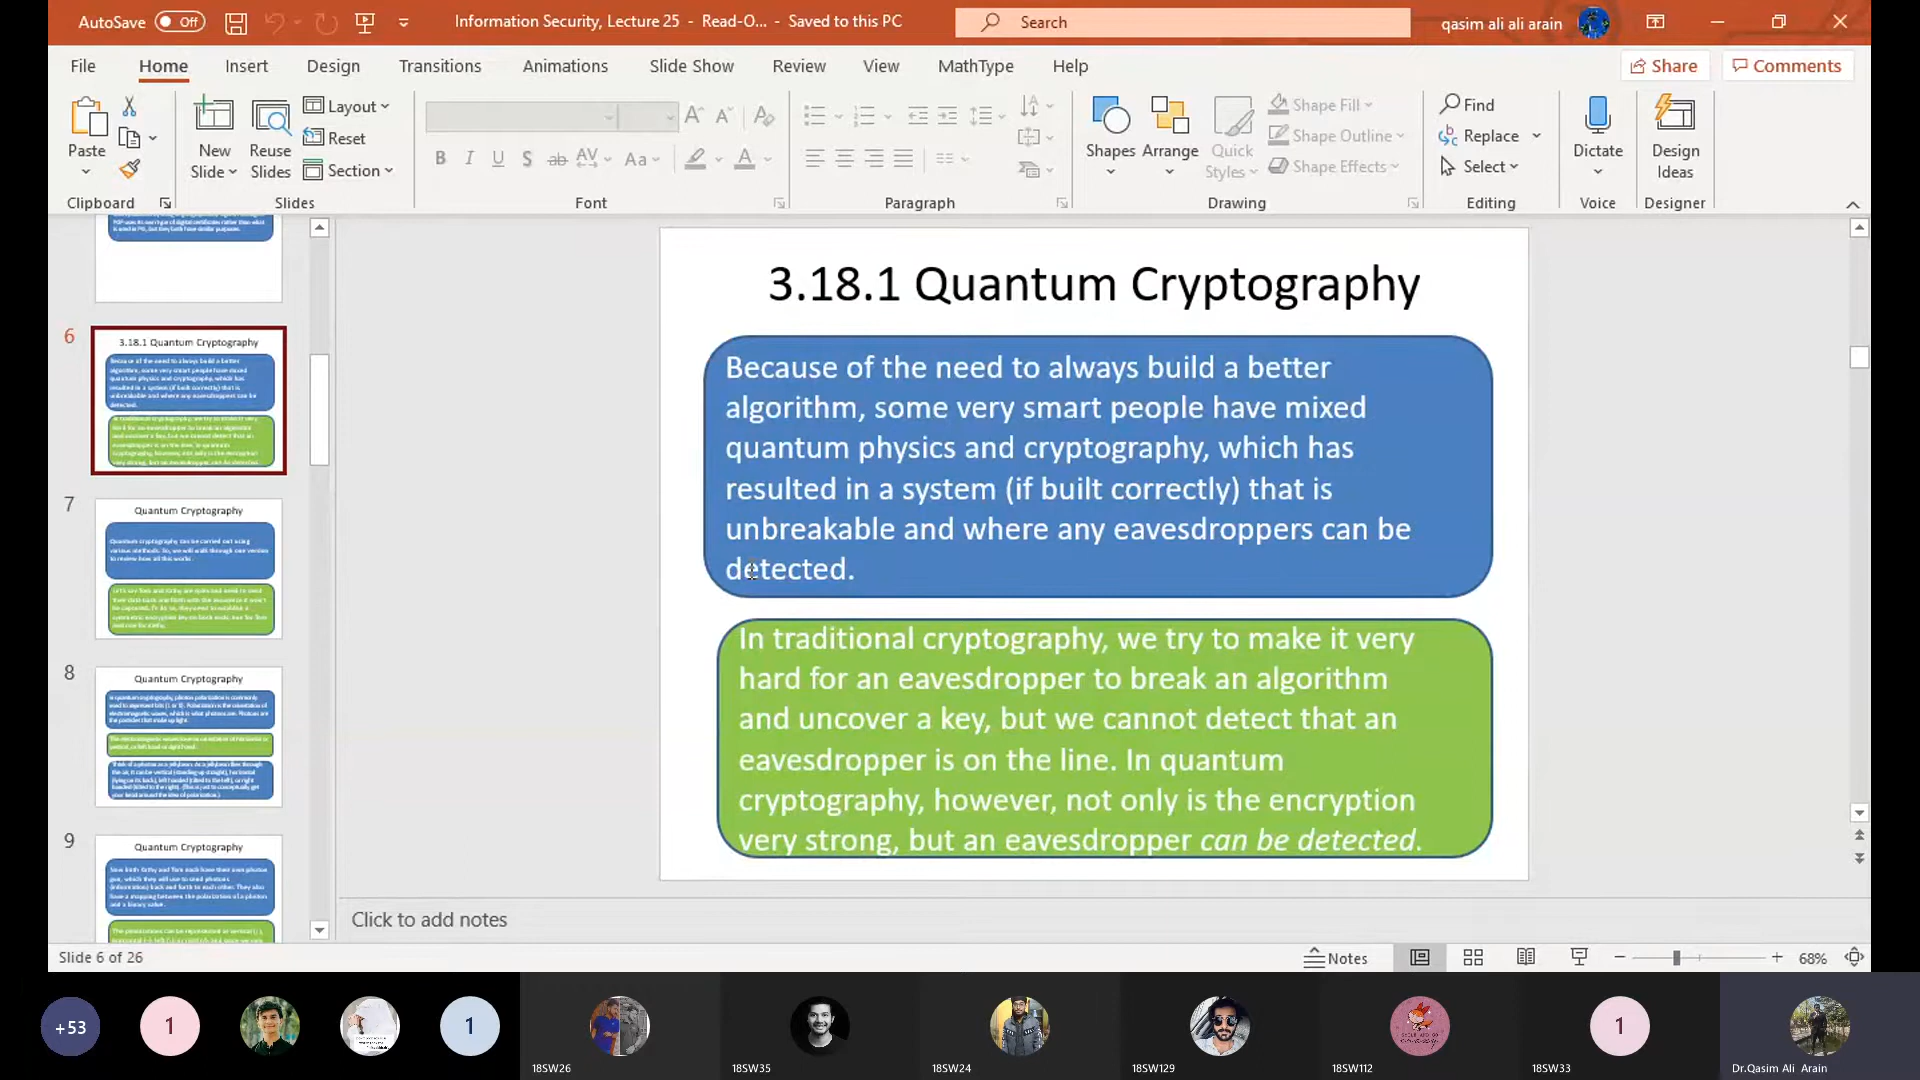 AutoSave Off
Information Security, Lecture 25 - Read-O... - Saved to this PC
Search
qasim ali ali arain
File Home Insert Design Transitions Animations Slide Show Review View MathType Help
Share Comments
Paste
New Slide
Reuse Slides
Layout
Reset
Section
Shapes
Arrange
Quick Styles
Shape Fill
Shape Outline
Shape Effects
Find
Replace
Select
Dictate
Design Ideas
Clipboard Slides Font Paragraph Drawing Editing Voice Designer
6
3.18.1 Quantum Cryptography
7
Quantum Cryptography
8
Quantum Cryptography
9
Quantum Cryptography
3.18.1 Quantum Cryptography
Because of the need to always build a better
algorithm, some very smart people have mixed
quantum physics and cryptography, which has
resulted in a system (if built correctly) that is
unbreakable and where any eavesdroppers can be
detected.
In traditional cryptography, we try to make it very
hard for an eavesdropper to break an algorithm
and uncover a key, but we cannot detect that an
eavesdropper is on the line. In quantum
cryptography, however, not only is the encryption
very strong, but an eavesdropper can be detected.
Click to add notes
Slide 6 of 26
Notes
68%
+53
1
1
1
18SW26
18SW35
18SW24
18SW129
18SW112
18SW33
Dr.Qasim Ali Arain